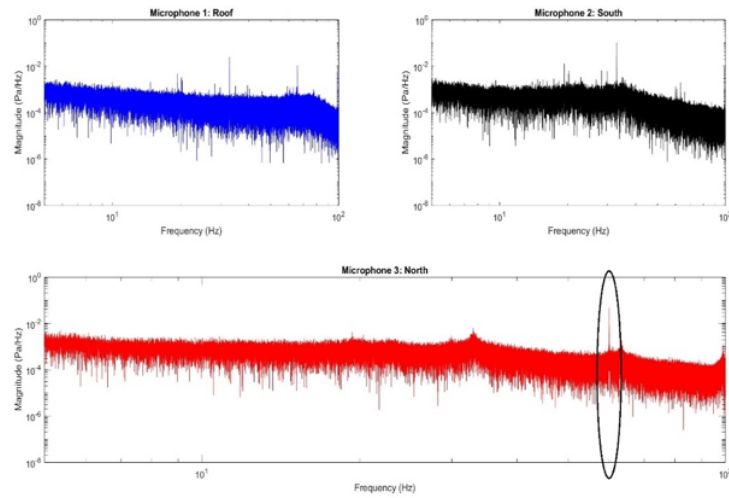 Microphone 1: Roof
10^0
10^-2
10^-4
10^-6
10^-8
Magnitude (Pa/Hz)
10^1
10^2
Frequency (Hz)
Microphone 2: South
10^0
10^-2
10^-4
10^-6
10^-8
Magnitude (Pa/Hz)
10^1
Frequency (Hz)
Microphone 3: North
10^0
10^-2
10^-4
10^-6
10^-8
Magnitude (Pa/Hz)
10^1
Frequency (Hz)